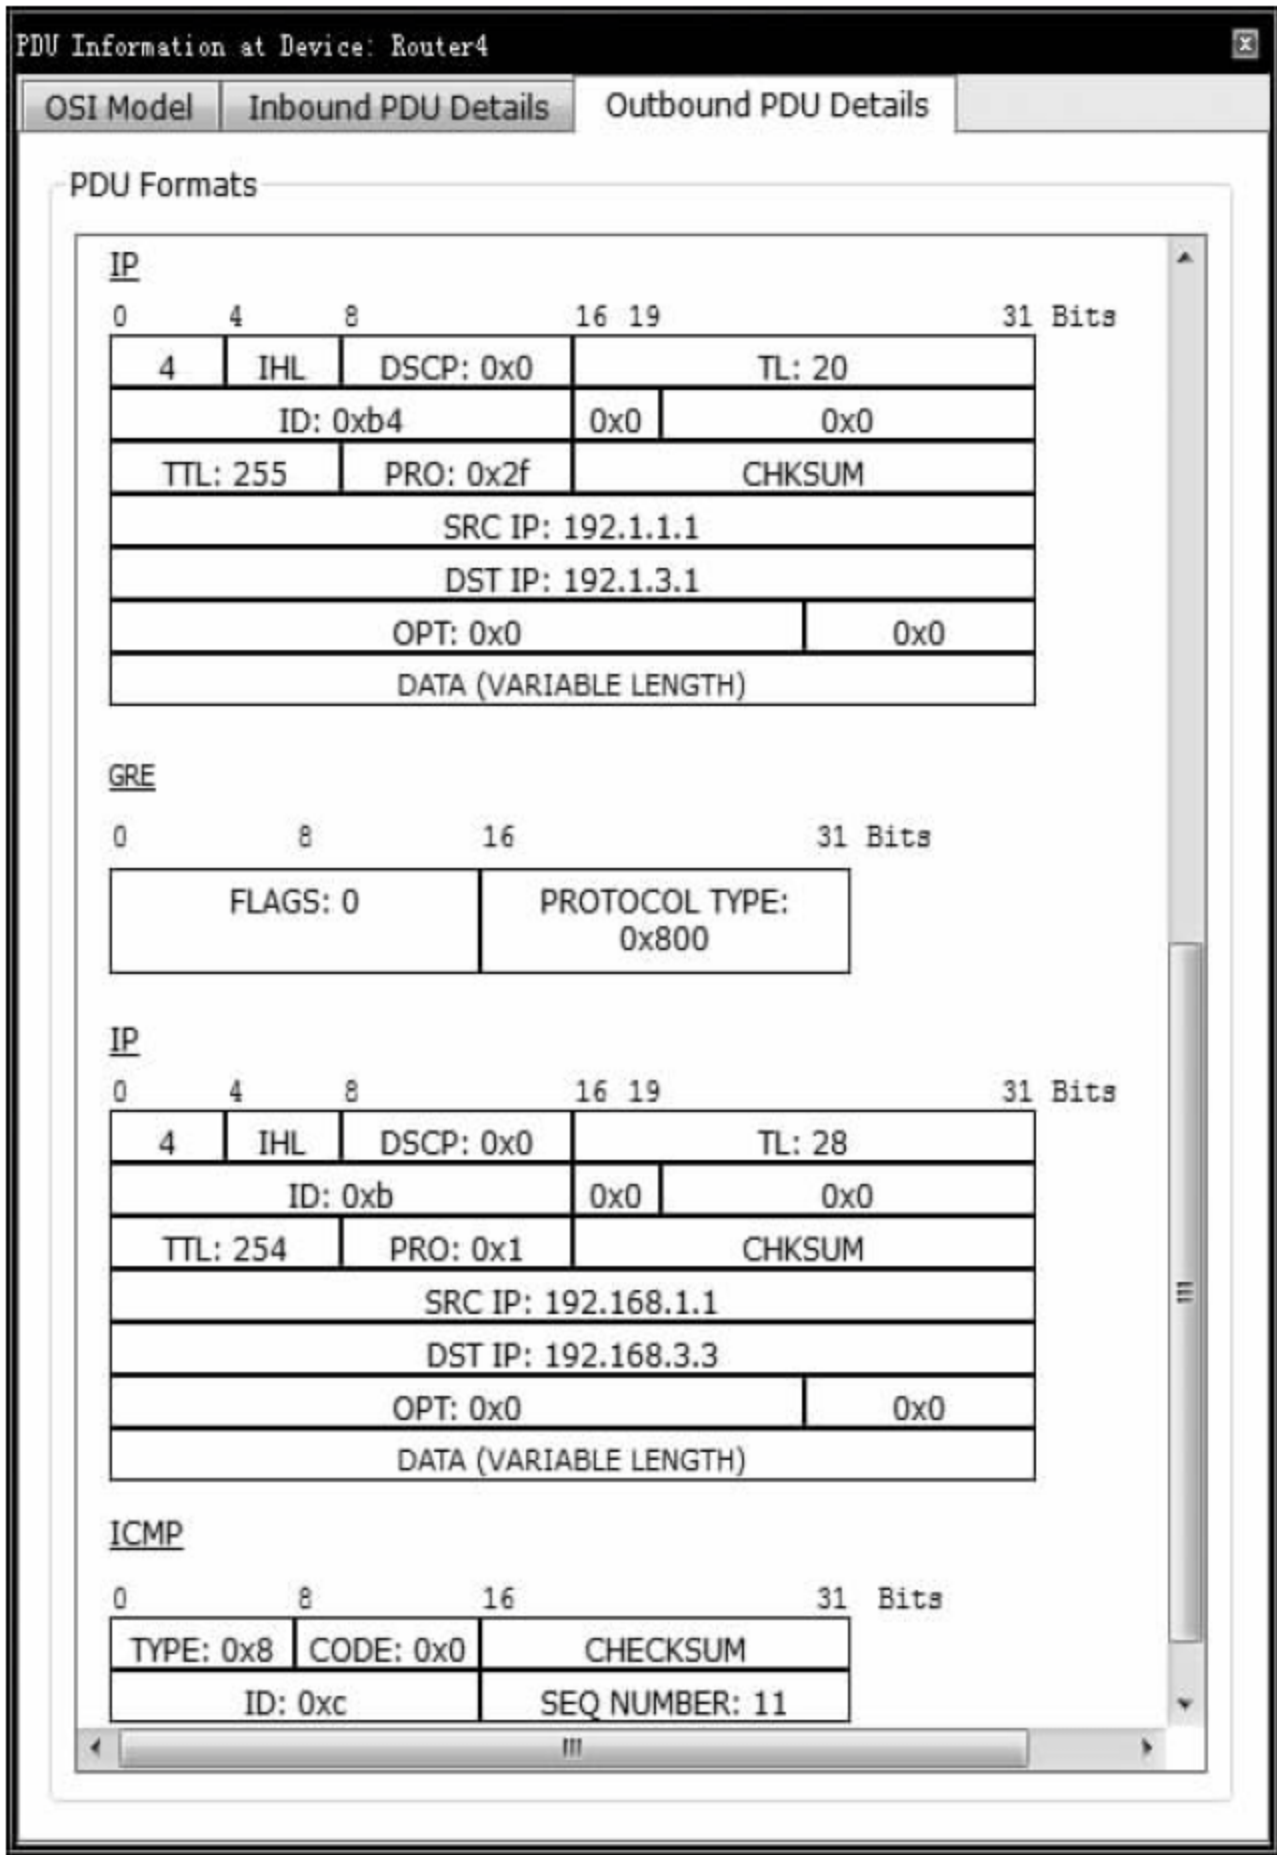 PDU Information at Device: Router4
OSI Model Inbound PDU Details Outbound PDU Details
PDU Formats
IP
0 4 8 16 19 31 Bits
4 IHL DSCP: 0x0 TL: 20
ID: 0xb4 0x0 0x0
TTL: 255 PRO: 0x2f CHKSUM
SRC IP: 192.1.1.1
DST IP: 192.1.3.1
OPT: 0x0 0x0
DATA (VARIABLE LENGTH)
GRE
0 8 16 31 Bits
FLAGS: 0 PROTOCOL TYPE:
0x800
IP
0 4 8 16 19 31 Bits
4 IHL DSCP: 0x0 TL: 28
ID: 0xb 0x0 0x0
TTL: 254 PRO: 0x1 CHKSUM
SRC IP: 192.168.1.1
DST IP: 192.168.3.3
OPT: 0x0 0x0
DATA (VARIABLE LENGTH)
ICMP
0 8 16 31 Bits
TYPE: 0x8 CODE: 0x0 CHECKSUM
ID: 0xc SEQ NUMBER: 11